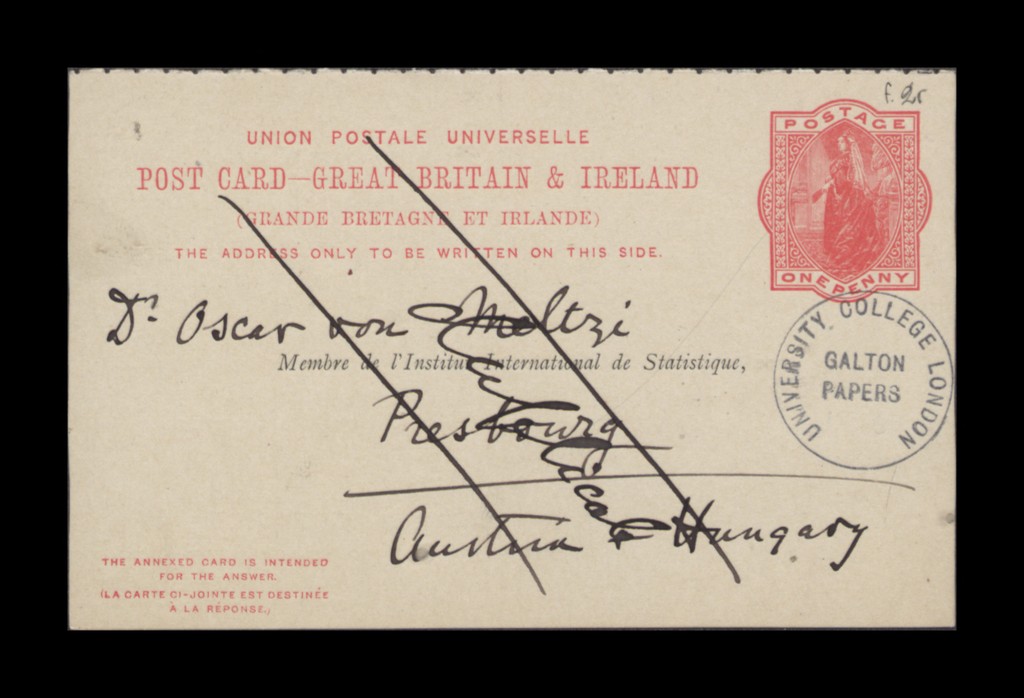 f. 2r
POSTAGE
UNION POSTALE UNIVERSELLE
POST CARD—GREAT BRITAIN & IRELAND
(GRANDE BRETAGNE ET IRLANDE)
THE ADDRESS ONLY TO BE WRITTEN ON THIS SIDE.
ONE PENNY
Dr. Oscar von Meltzi
Membre de l'Institut International de Statistique,
UNIVERSITY COLLEGE LONDON
GALTON
PAPERS
Presbourg
Austria & Hungary
THE ANNEXED CARD IS INTENDED
FOR THE ANSWER.
(LA CARTE CI-JOINTE EST DESTINÉE
À LA RÉPONSE.)